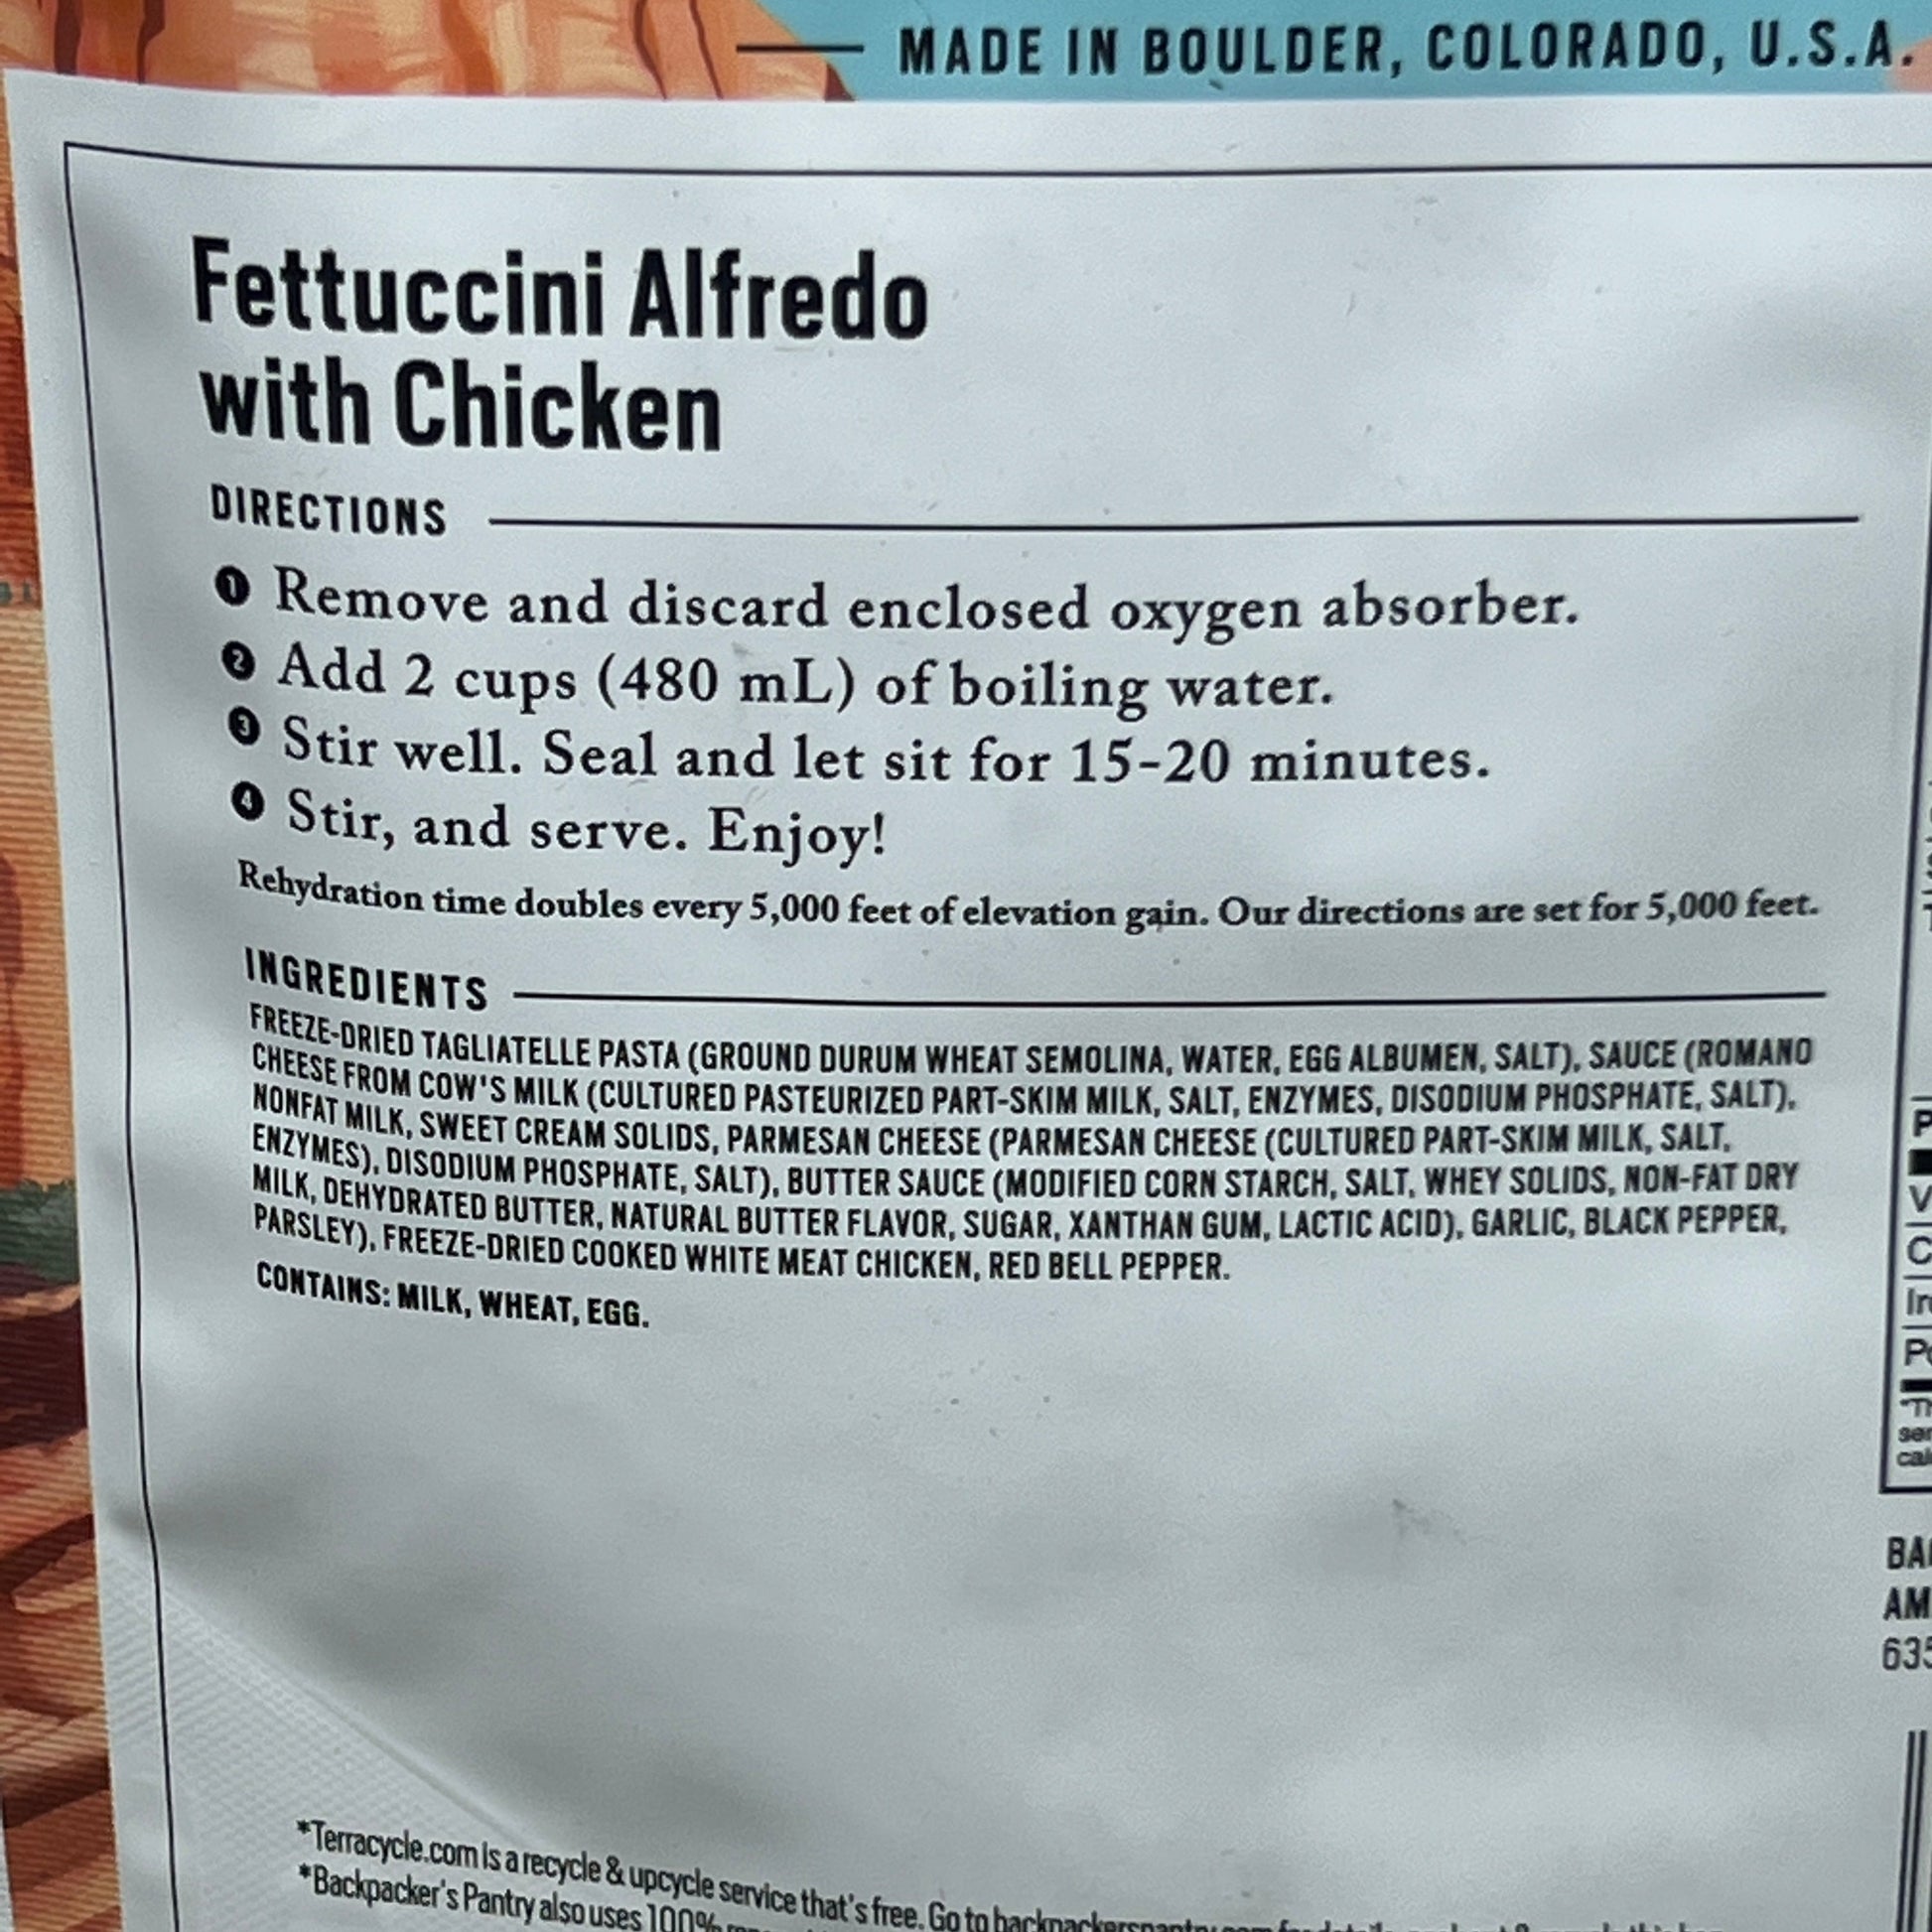 MADE IN BOULDER, COLORADO, U.S.A.
Fettuccini Alfredo
with Chicken
DIRECTIONS
1 Remove and discard enclosed oxygen absorber.
2 Add 2 cups (480 mL) of boiling water.
3 Stir well. Seal and let sit for 15-20 minutes.
4 Stir, and serve. Enjoy!
Rehydration time doubles every 5,000 feet of elevation gain. Our directions are set for 5,000 feet.
INGREDIENTS
FREEZE-DRIED TAGLIATELLE PASTA (GROUND DURUM WHEAT SEMOLINA, WATER, EGG ALBUMEN, SALT), SAUCE (ROMANO
CHEESE FROM COW'S MILK (CULTURED PASTEURIZED PART-SKIM MILK, SALT, ENZYMES, DISODIUM PHOSPHATE, SALT),
NONFAT MILK, SWEET CREAM SOLIDS, PARMESAN CHEESE (PARMESAN CHEESE (CULTURED PART-SKIM MILK, SALT,
ENZYMES), DISODIUM PHOSPHATE, SALT), BUTTER SAUCE (MODIFIED CORN STARCH, SALT, WHEY SOLIDS, NON-FAT DRY
MILK, DEHYDRATED BUTTER, NATURAL BUTTER FLAVOR, SUGAR, XANTHAN GUM, LACTIC ACID), GARLIC, BLACK PEPPER,
PARSLEY), FREEZE-DRIED COOKED WHITE MEAT CHICKEN, RED BELL PEPPER.
CONTAINS: MILK, WHEAT, EGG.
*Terracycle.com is a recycle & upcycle service that's free. Go to
*Backpacker's Pantry also uses 100%